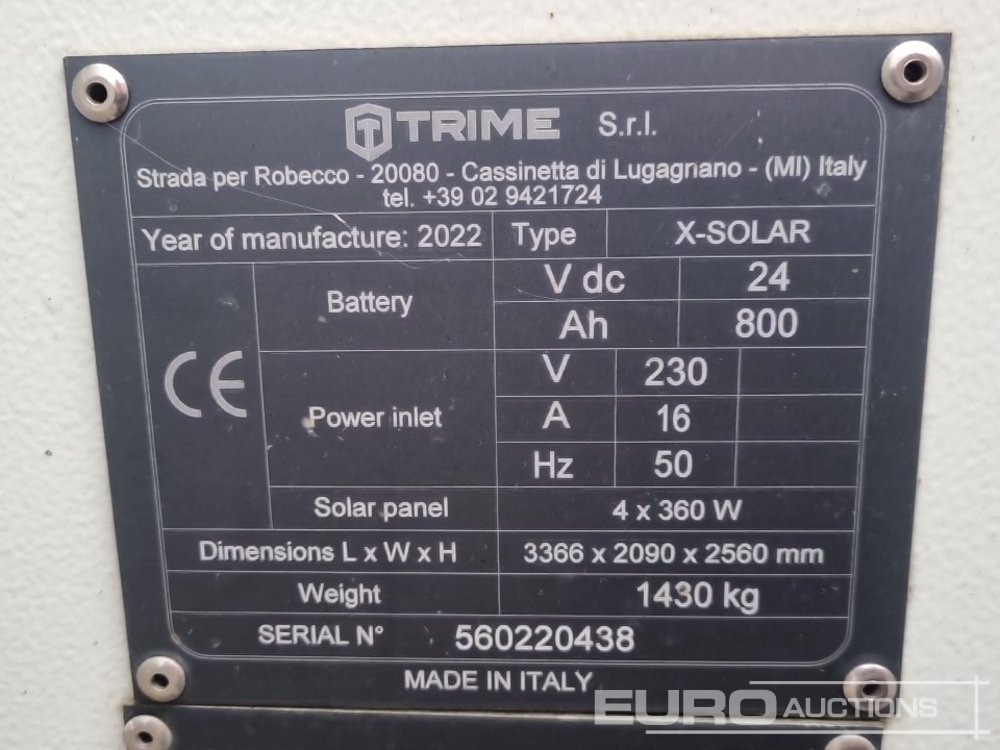 TRIME S.r.l.
Strada per Robecco - 20080 - Cassinetta di Lugagnano - (MI) Italy
tel. +39 02 9421724
Year of manufacture: 2022 Type X-SOLAR
CE
Battery
V dc 24
Ah 800
Power inlet
V 230
A 16
Hz 50
Solar panel 4 x 360 W
Dimensions L x W x H 3366 x 2090 x 2560 mm
Weight 1430 kg
SERIAL N° 560220438
MADE IN ITALY
EURO AUCTIONS